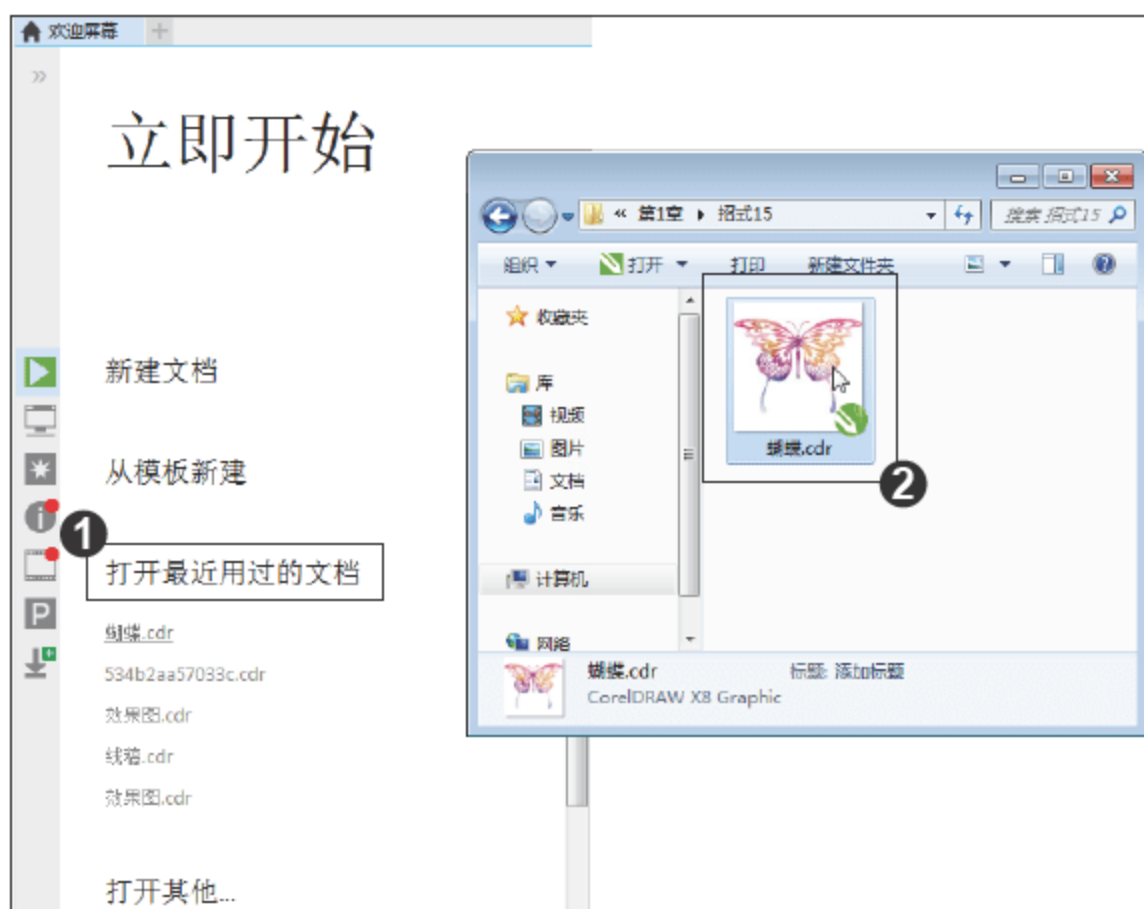 欢迎屏幕
立即开始
新建文档
从模板新建
1
打开最近用过的文档
蝴蝶.cdr
534b2aa57033c.cdr
效果图.cdr
线稿.cdr
效果图.cdr
打开其他...
« 第1章 ▸ 招式15
搜索 招式15
组织 打开 打印 新建文件夹
收藏夹
库
视频
图片
文档
音乐
计算机
网络
蝴蝶.cdr
2
蝴蝶.cdr 标题: 添加标题
CorelDRAW X8 Graphic